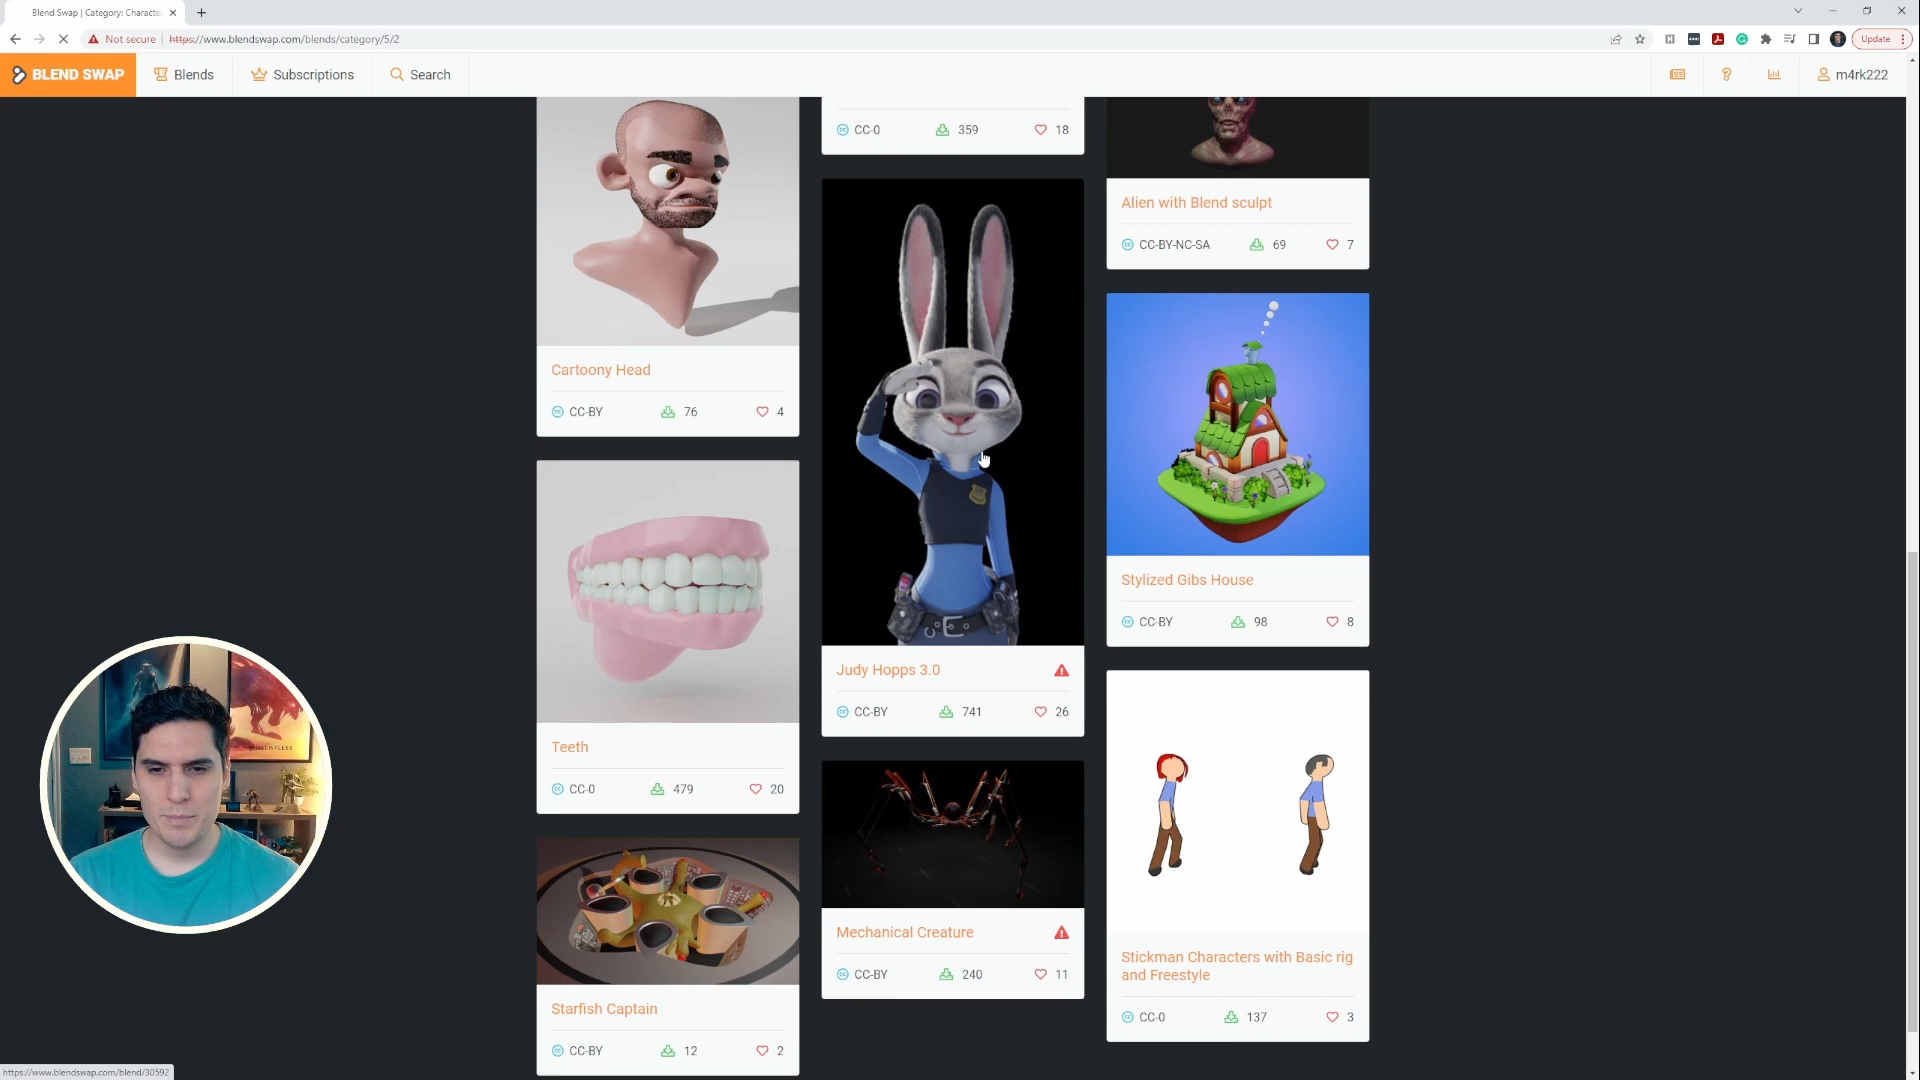 Blend Swap | Category: Characte
Not secure
https://www.blendswap.com/blends/category/5/2
Update
BLEND SWAP
Blends
Subscriptions
Search
m4rk222
CC-0
359
18
Alien with Blend sculpt
CC-BY-NC-SA
69
7
Cartoony Head
CC-BY
76
4
Stylized Gibs House
CC-BY
98
8
Judy Hopps 3.0
CC-BY
741
26
Teeth
CC-0
479
20
Mechanical Creature
CC-BY
240
11
Stickman Characters with Basic rig
and Freestyle
CC-0
137
3
Starfish Captain
CC-BY
12
2
DAUNTLESS
https://www.blendswap.com/blend/30592